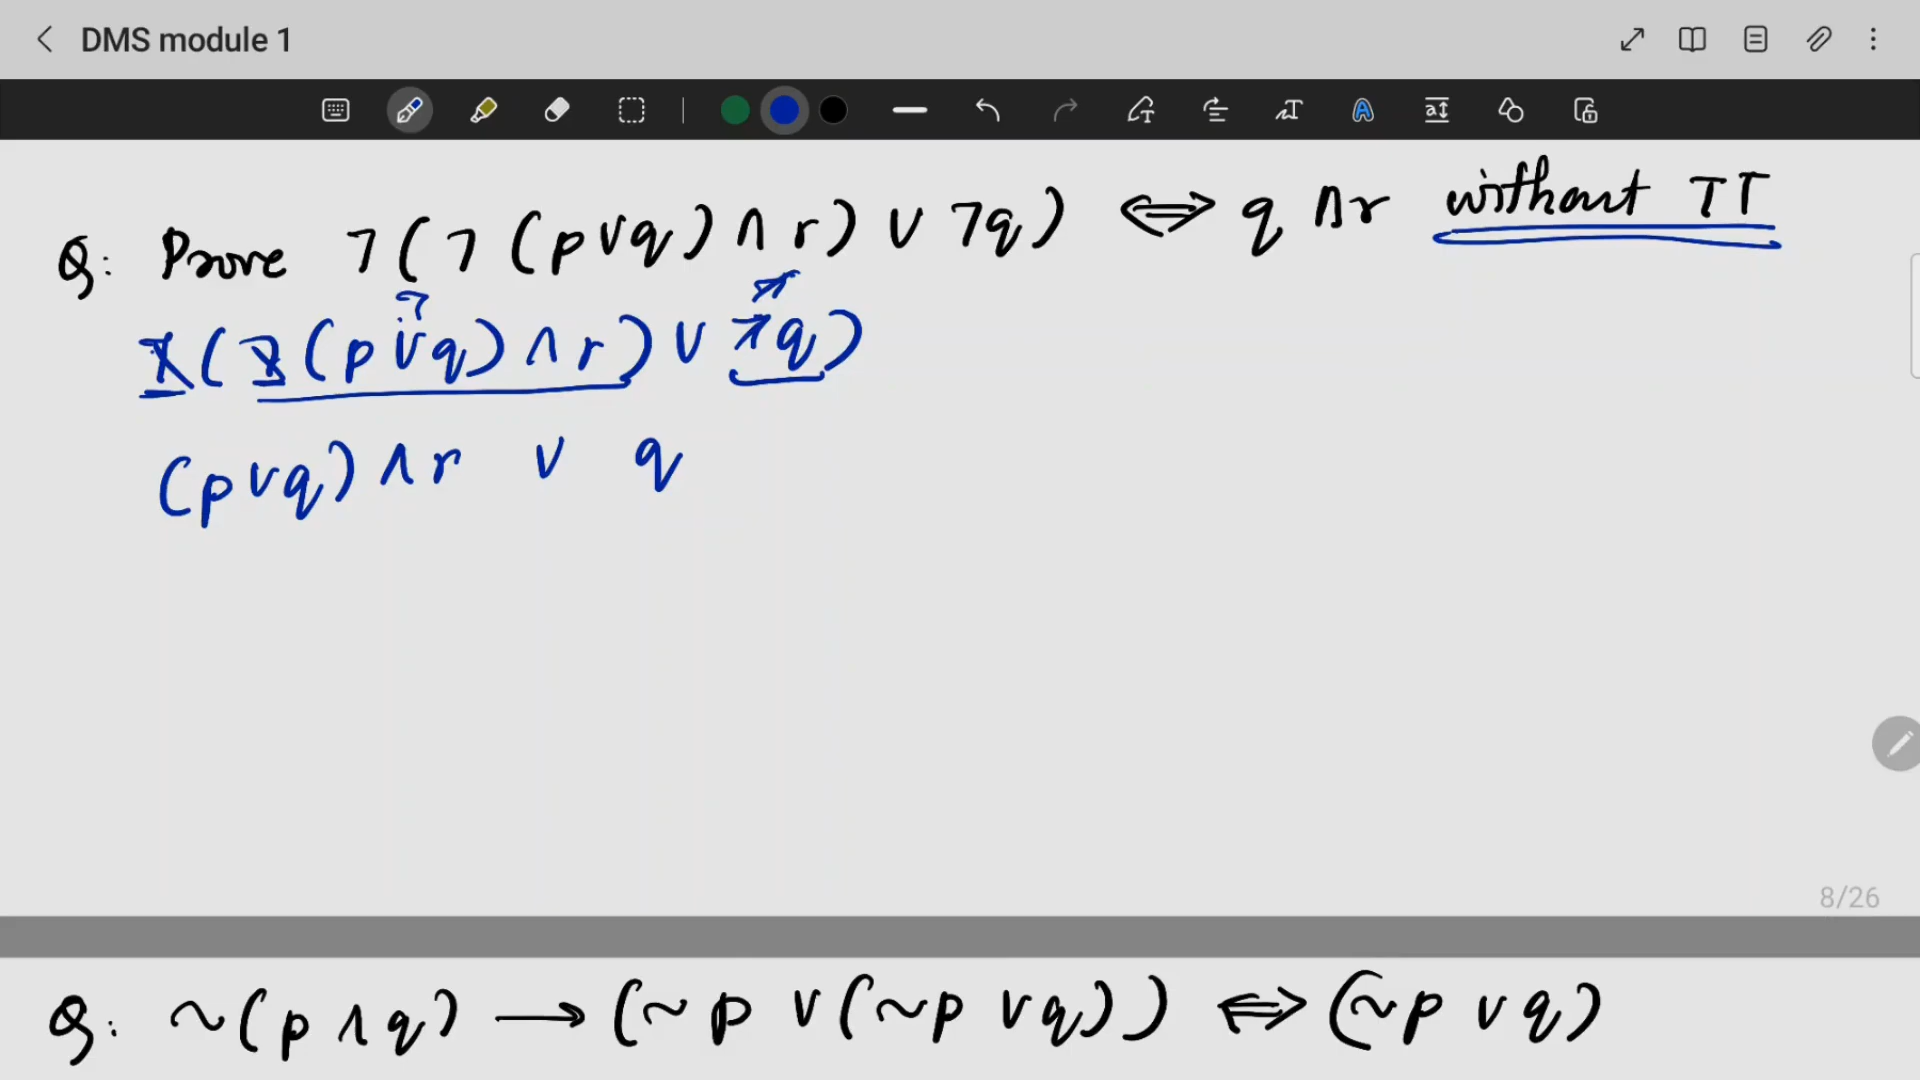 DMS module 1
Q: Prove ¬(¬(p∨q)∧r)∨¬q) ⟺ q∧r without TT
¬(¬(p∨q)∧r)∨¬q)
(p∨q)∧r ∨ q
8/26
Q: ~(p∧q) → (~p∨(~p∨q)) ⟺ (~p∨q)